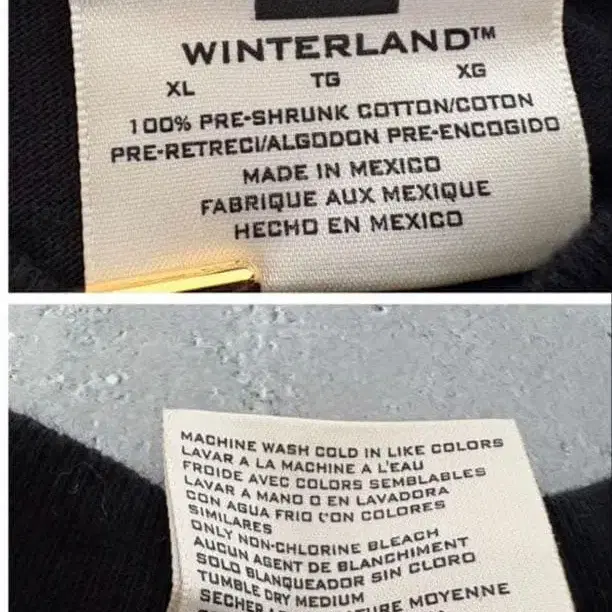 WINTERLAND™
XL TG XG
100% PRE-SHRUNK COTTON/COTON
PRE-RETRECI/ALGODON PRE-ENCOGIDO
MADE IN MEXICO
FABRIQUE AUX MEXIQUE
HECHO EN MEXICO
MACHINE WASH COLD IN LIKE COLORS
LAVAR A LA MACHINE A L'EAU
FROIDE AVEC COLORS SEMBLABLES
LAVAR A MANO O EN LAVADORA
CON AGUA FRIO CON COLORES
SIMILARES
ONLY NON-CHLORINE BLEACH
AUCUN AGENT DE BLANCHIMENT
SOLO BLANQUEADOR SIN CLORO
TUMBLE DRY MEDIUM
SECHER MOYENNE